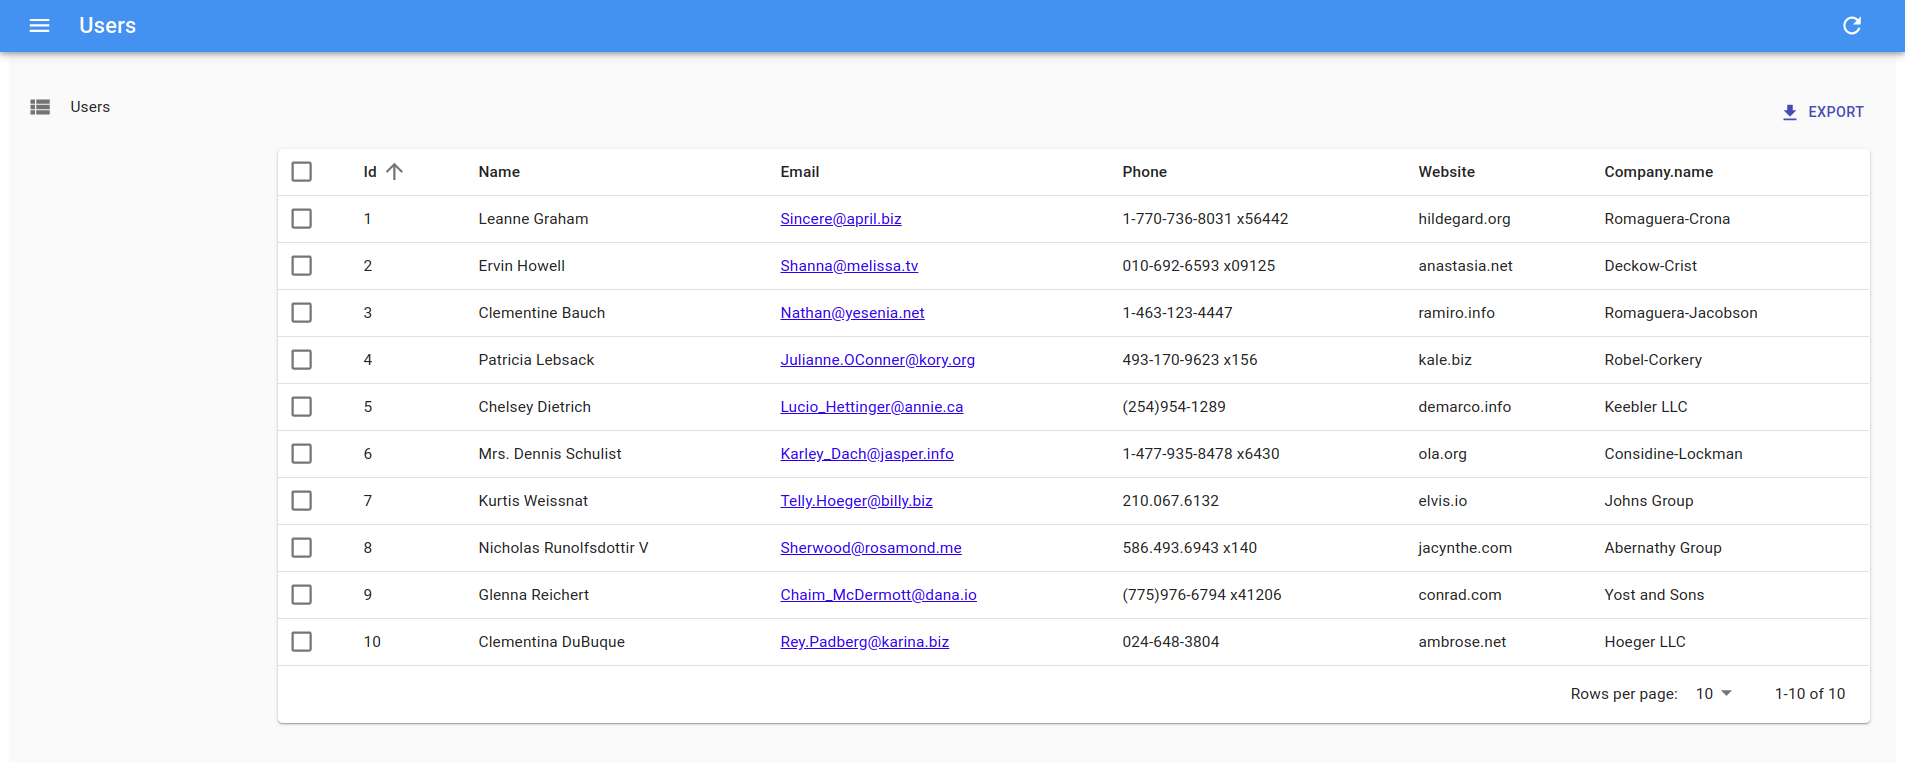 Users
Users
EXPORT
Id Name Email Phone Website Company.name
1 Leanne Graham Sincere@april.biz 1-770-736-8031 x56442 hildegard.org Romaguera-Crona
2 Ervin Howell Shanna@melissa.tv 010-692-6593 x09125 anastasia.net Deckow-Crist
3 Clementine Bauch Nathan@yesenia.net 1-463-123-4447 ramiro.info Romaguera-Jacobson
4 Patricia Lebsack Julianne.OConner@kory.org 493-170-9623 x156 kale.biz Robel-Corkery
5 Chelsey Dietrich Lucio_Hettinger@annie.ca (254)954-1289 demarco.info Keebler LLC
6 Mrs. Dennis Schulist Karley_Dach@jasper.info 1-477-935-8478 x6430 ola.org Considine-Lockman
7 Kurtis Weissnat Telly.Hoeger@billy.biz 210.067.6132 elvis.io Johns Group
8 Nicholas Runolfsdottir V Sherwood@rosamond.me 586.493.6943 x140 jacynthe.com Abernathy Group
9 Glenna Reichert Chaim_McDermott@dana.io (775)976-6794 x41206 conrad.com Yost and Sons
10 Clementina DuBuque Rey.Padberg@karina.biz 024-648-3804 ambrose.net Hoeger LLC
Rows per page: 10 1-10 of 10